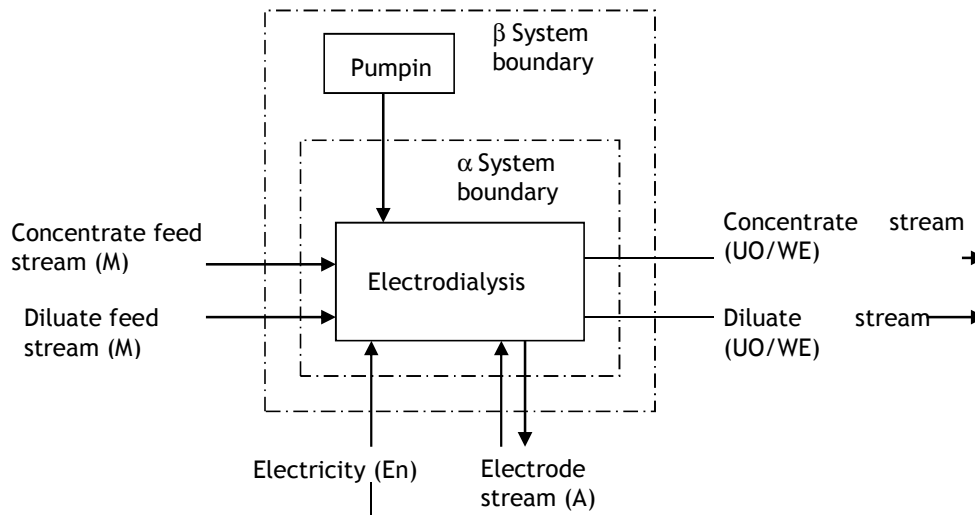 β System
boundary
Pumpin
α System
boundary
Concentrate feed
stream (M)
Electrodialysis
Concentrate stream
(UO/WE)
Diluate feed
stream (M)
Diluate stream
(UO/WE)
Electricity (En)
Electrode
stream (A)